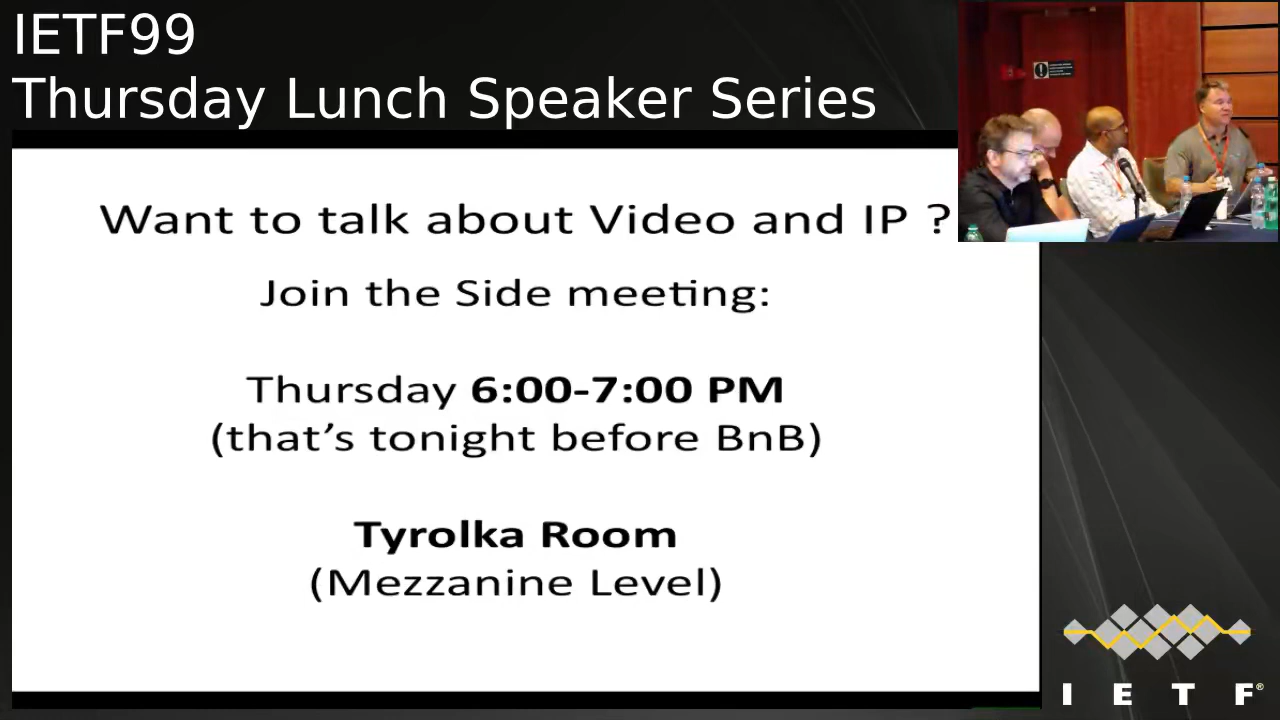 IETF99
Thursday Lunch Speaker Series
Want to talk about Video and IP ?
Join the Side meeting:
Thursday 6:00-7:00 PM
(that’s tonight before BnB)
Tyrolka Room
(Mezzanine Level)
I E T F®